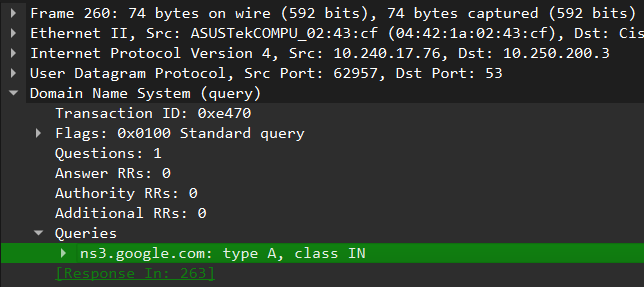 Frame 260: 74 bytes on wire (592 bits), 74 bytes captured (592 bits)
Ethernet II, Src: ASUSTekCOMPU_02:43:cf (04:42:1a:02:43:cf), Dst: Cis
Internet Protocol Version 4, Src: 10.240.17.76, Dst: 10.250.200.3
User Datagram Protocol, Src Port: 62957, Dst Port: 53
Domain Name System (query)
Transaction ID: 0xe470
Flags: 0x0100 Standard query
Questions: 1
Answer RRs: 0
Authority RRs: 0
Additional RRs: 0
Queries
ns3.google.com: type A, class IN
[Response In: 263]